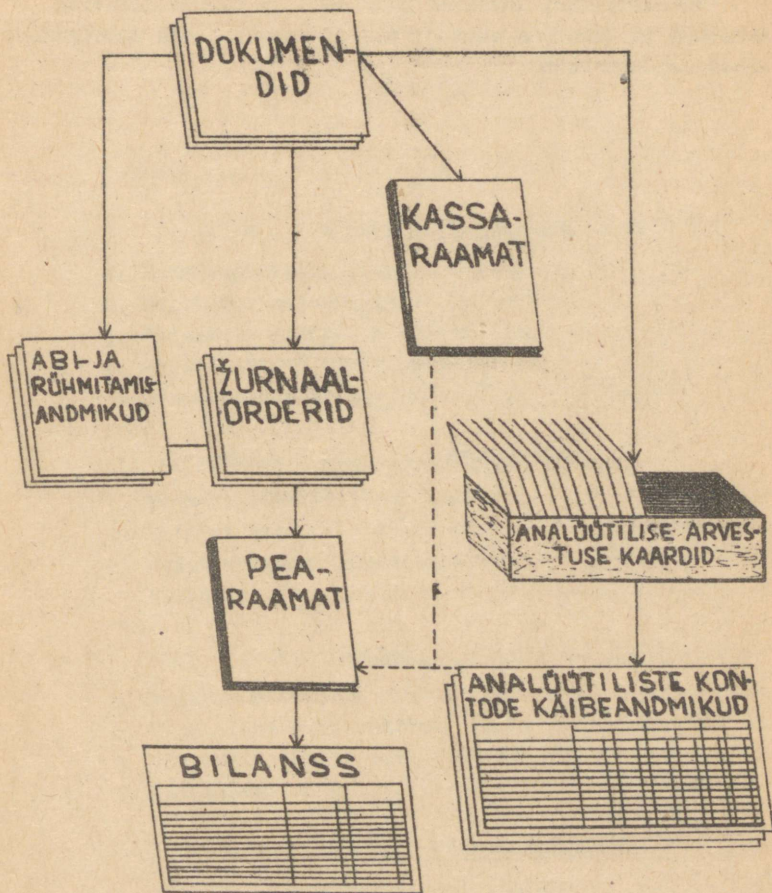 DOKUMEN-
DID
KASSA-
RAAMAT
ABI-JA
RÜHMITAMIS-
ANDMIKUD
ŽURNAAL-
ORDERID
ANALÜÜTILISE ARVES-
TUSE KAARDID
PEA-
RAAMAT
ANALÜÜTILISTE KON-
TODE KÄIBEANDMIKUD
BILANSS